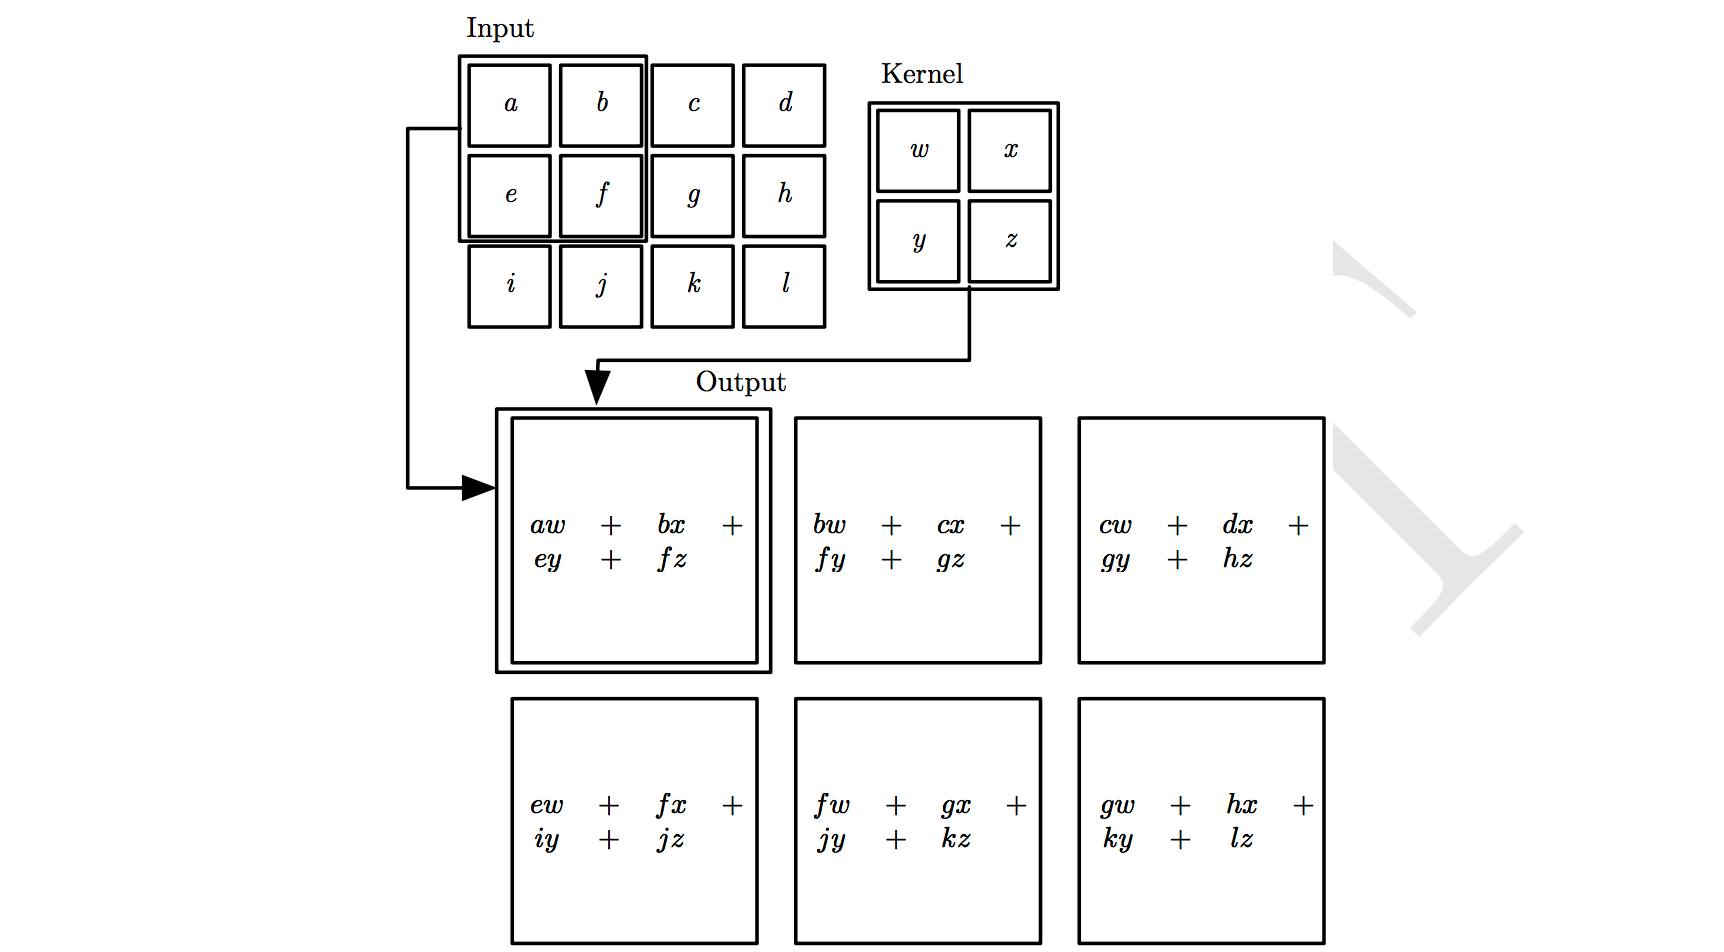 Input
Kernel
a b c d
w x
e f g h
y z
i j k l
Output
aw + bx + bw + cx + cw + dx +
ey + fz fy + gz gy + hz
ew + fx + fw + gx + gw + hx +
iy + jz jy + kz ky + lz